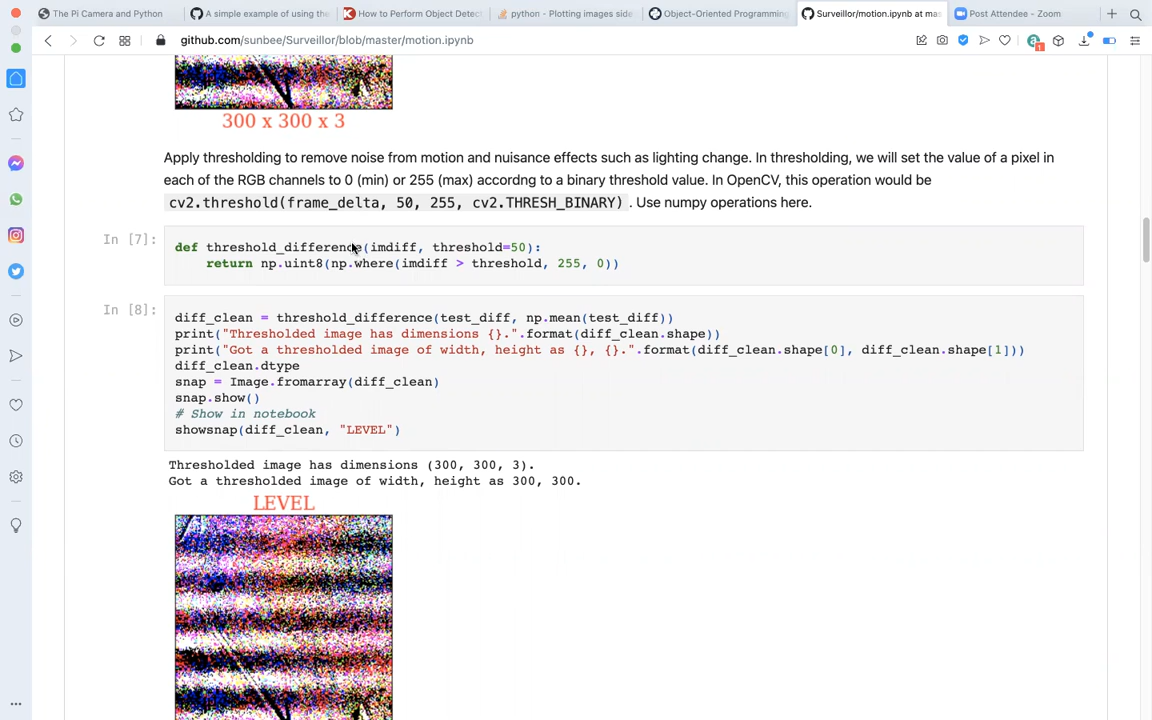 The Pi Camera and Python
A simple example of using the
How to Perform Object Detect
python - Plotting images side
Object-Oriented Programming
Surveillor/motion.ipynb at mas
Post Attendee - Zoom
github.com/sunbee/Surveillor/blob/master/motion.ipynb
1
300 x 300 x 3
Apply thresholding to remove noise from motion and nuisance effects such as lighting change. In thresholding, we will set the value of a pixel in
each of the RGB channels to 0 (min) or 255 (max) accordng to a binary threshold value. In OpenCV, this operation would be
cv2.threshold(frame_delta, 50, 255, cv2.THRESH_BINARY) . Use numpy operations here.
In [7]:
def threshold_difference(imdiff, threshold=50):
return np.uint8(np.where(imdiff > threshold, 255, 0))
In [8]:
diff_clean = threshold_difference(test_diff, np.mean(test_diff))
print("Thresholded image has dimensions {}.".format(diff_clean.shape))
print("Got a thresholded image of width, height as {}, {}.".format(diff_clean.shape[0], diff_clean.shape[1]))
diff_clean.dtype
snap = Image.fromarray(diff_clean)
snap.show()
# Show in notebook
showsnap(diff_clean, "LEVEL")
Thresholded image has dimensions (300, 300, 3).
Got a thresholded image of width, height as 300, 300.
LEVEL